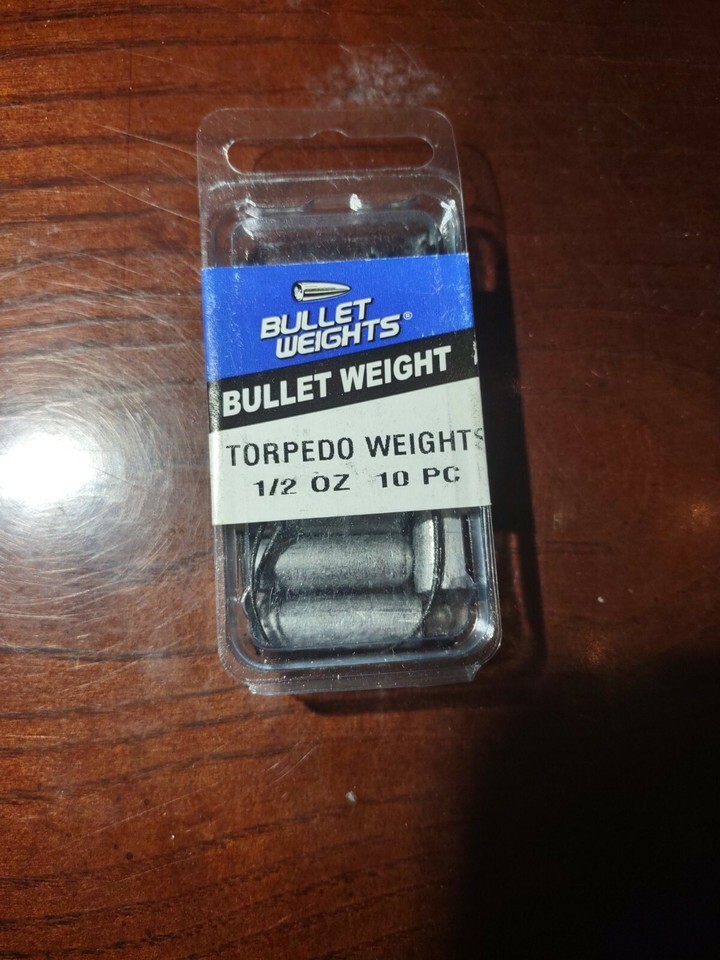 BULLET
WEIGHTS®
BULLET WEIGHT
TORPEDO WEIGHTS
1/2 OZ 10 PC